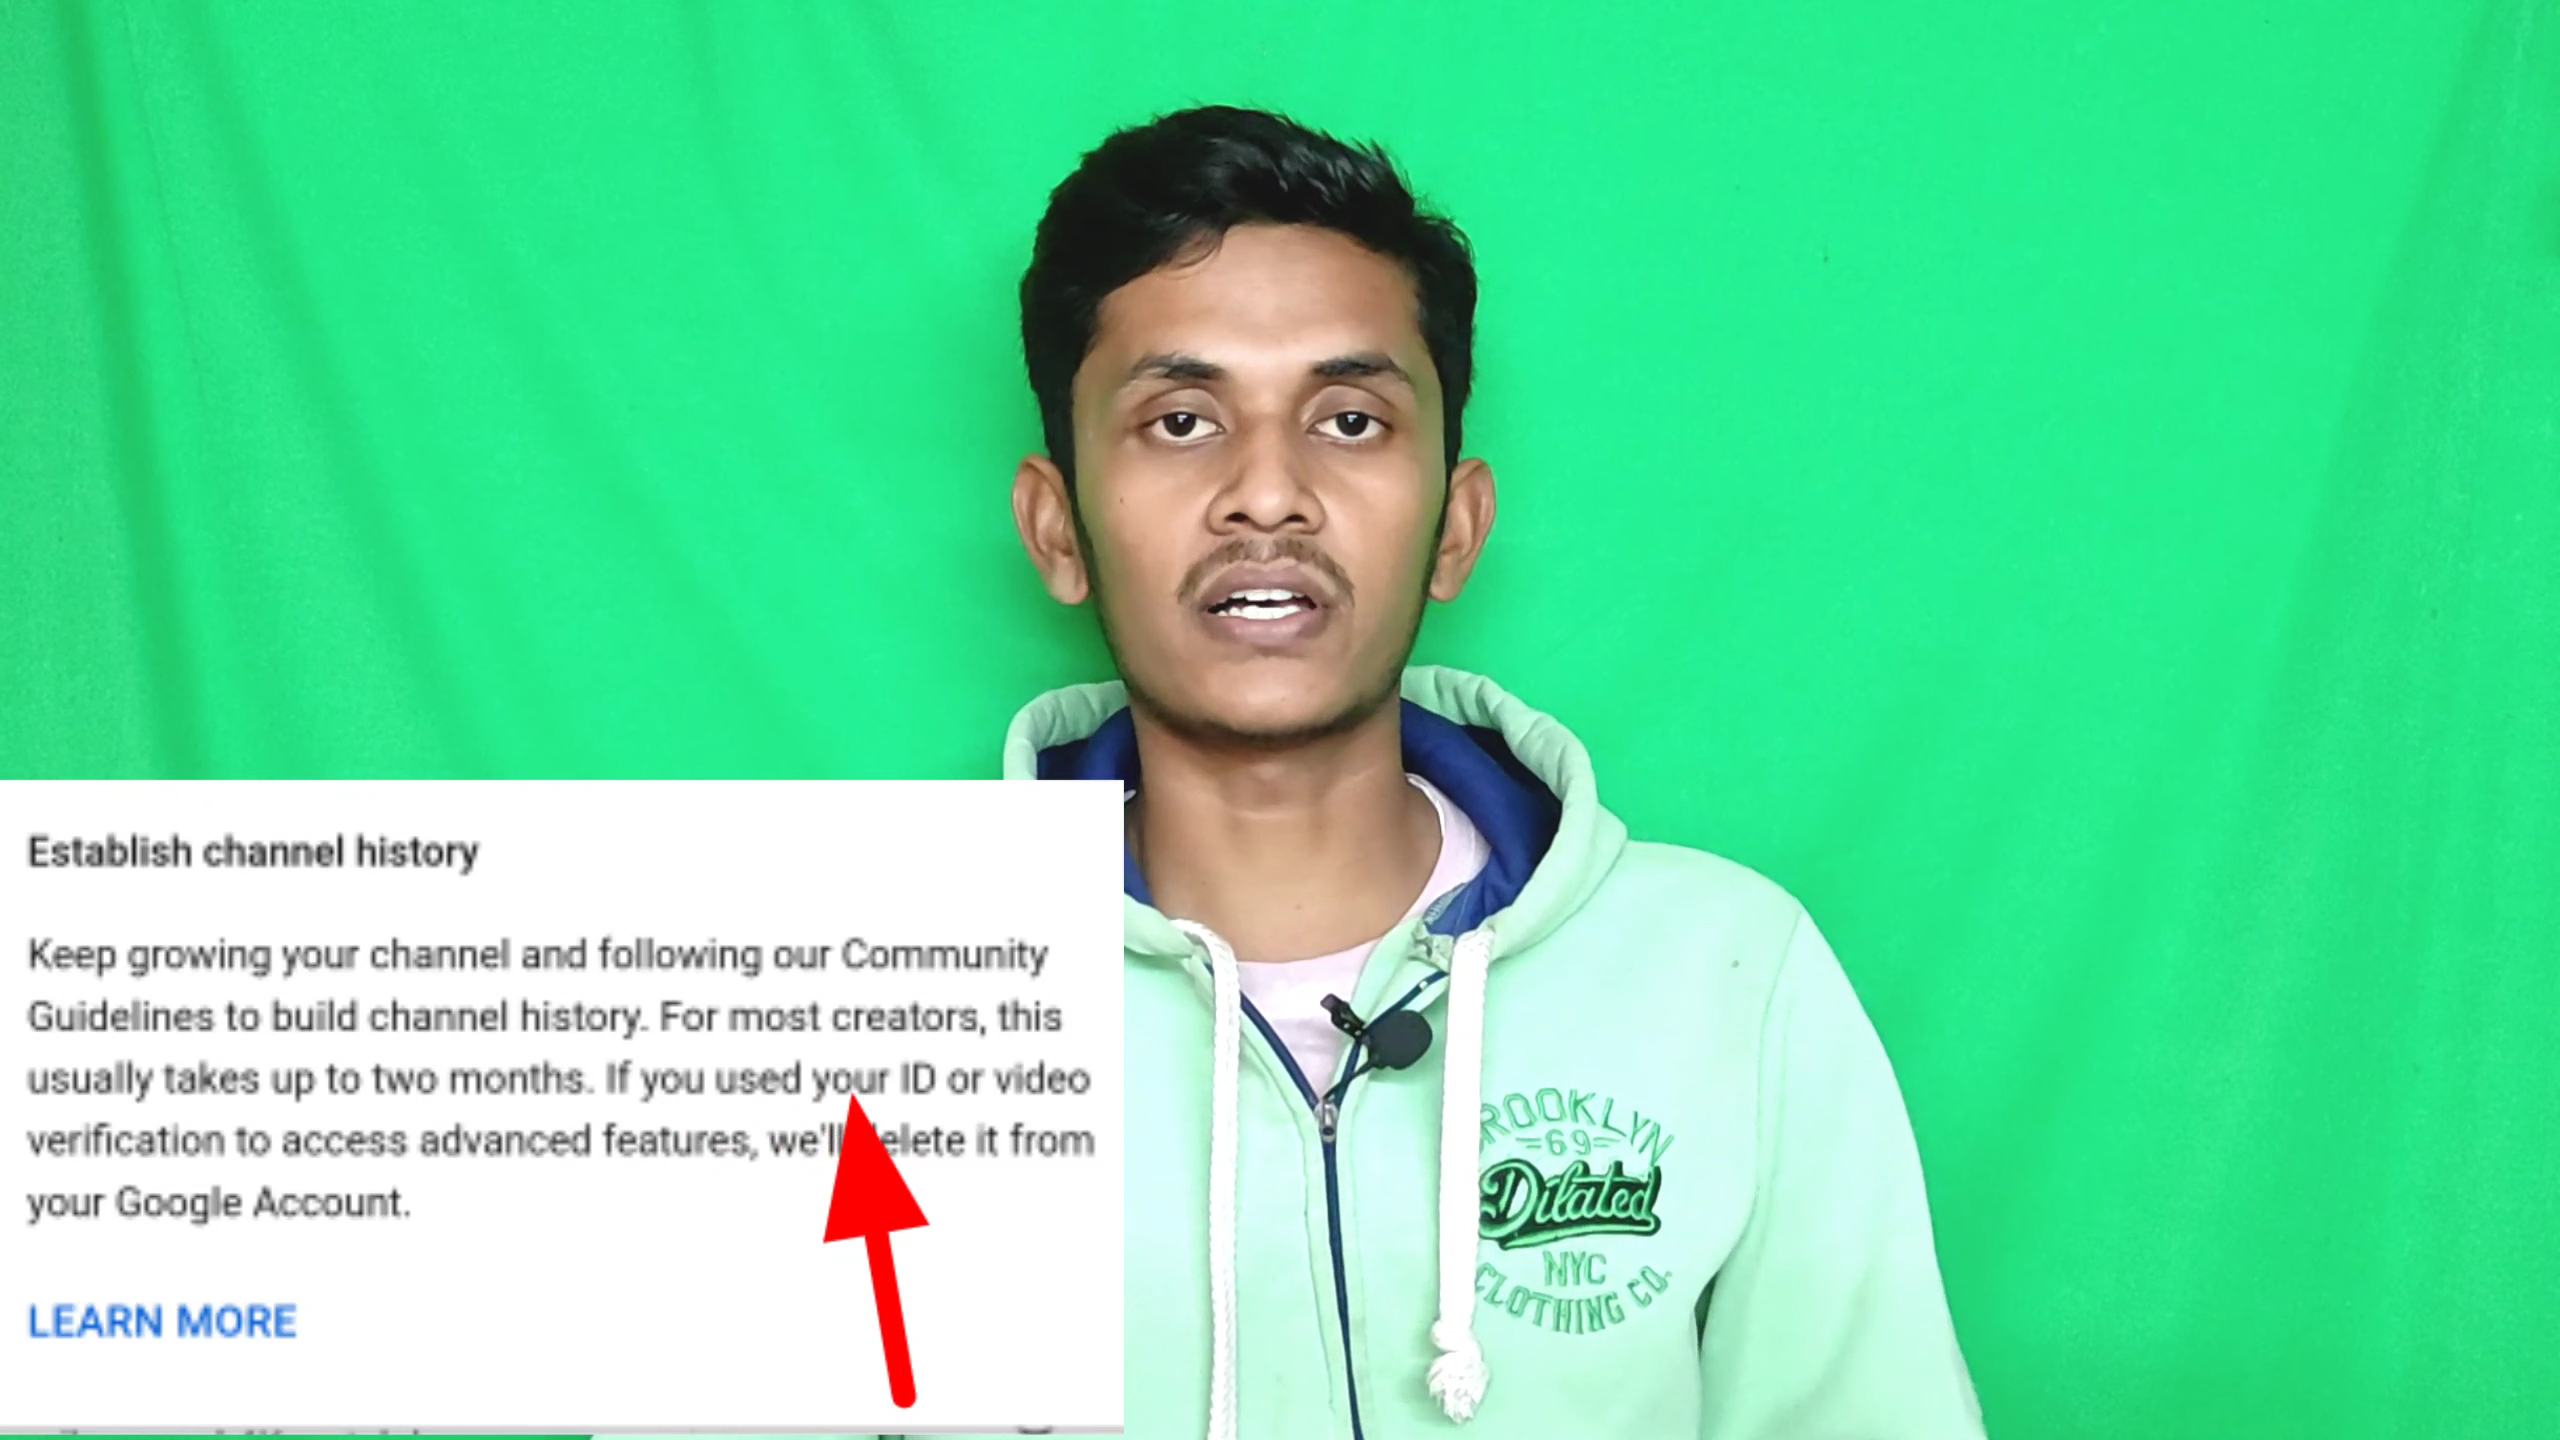 Establish channel history
Keep growing your channel and following our Community
Guidelines to build channel history. For most creators, this
usually takes up to two months. If you used your ID or video
verification to access advanced features, we'll delete it from
your Google Account.
LEARN MORE
ROOKLYN
=69=
Dilated
NYC
CLOTHING CO.